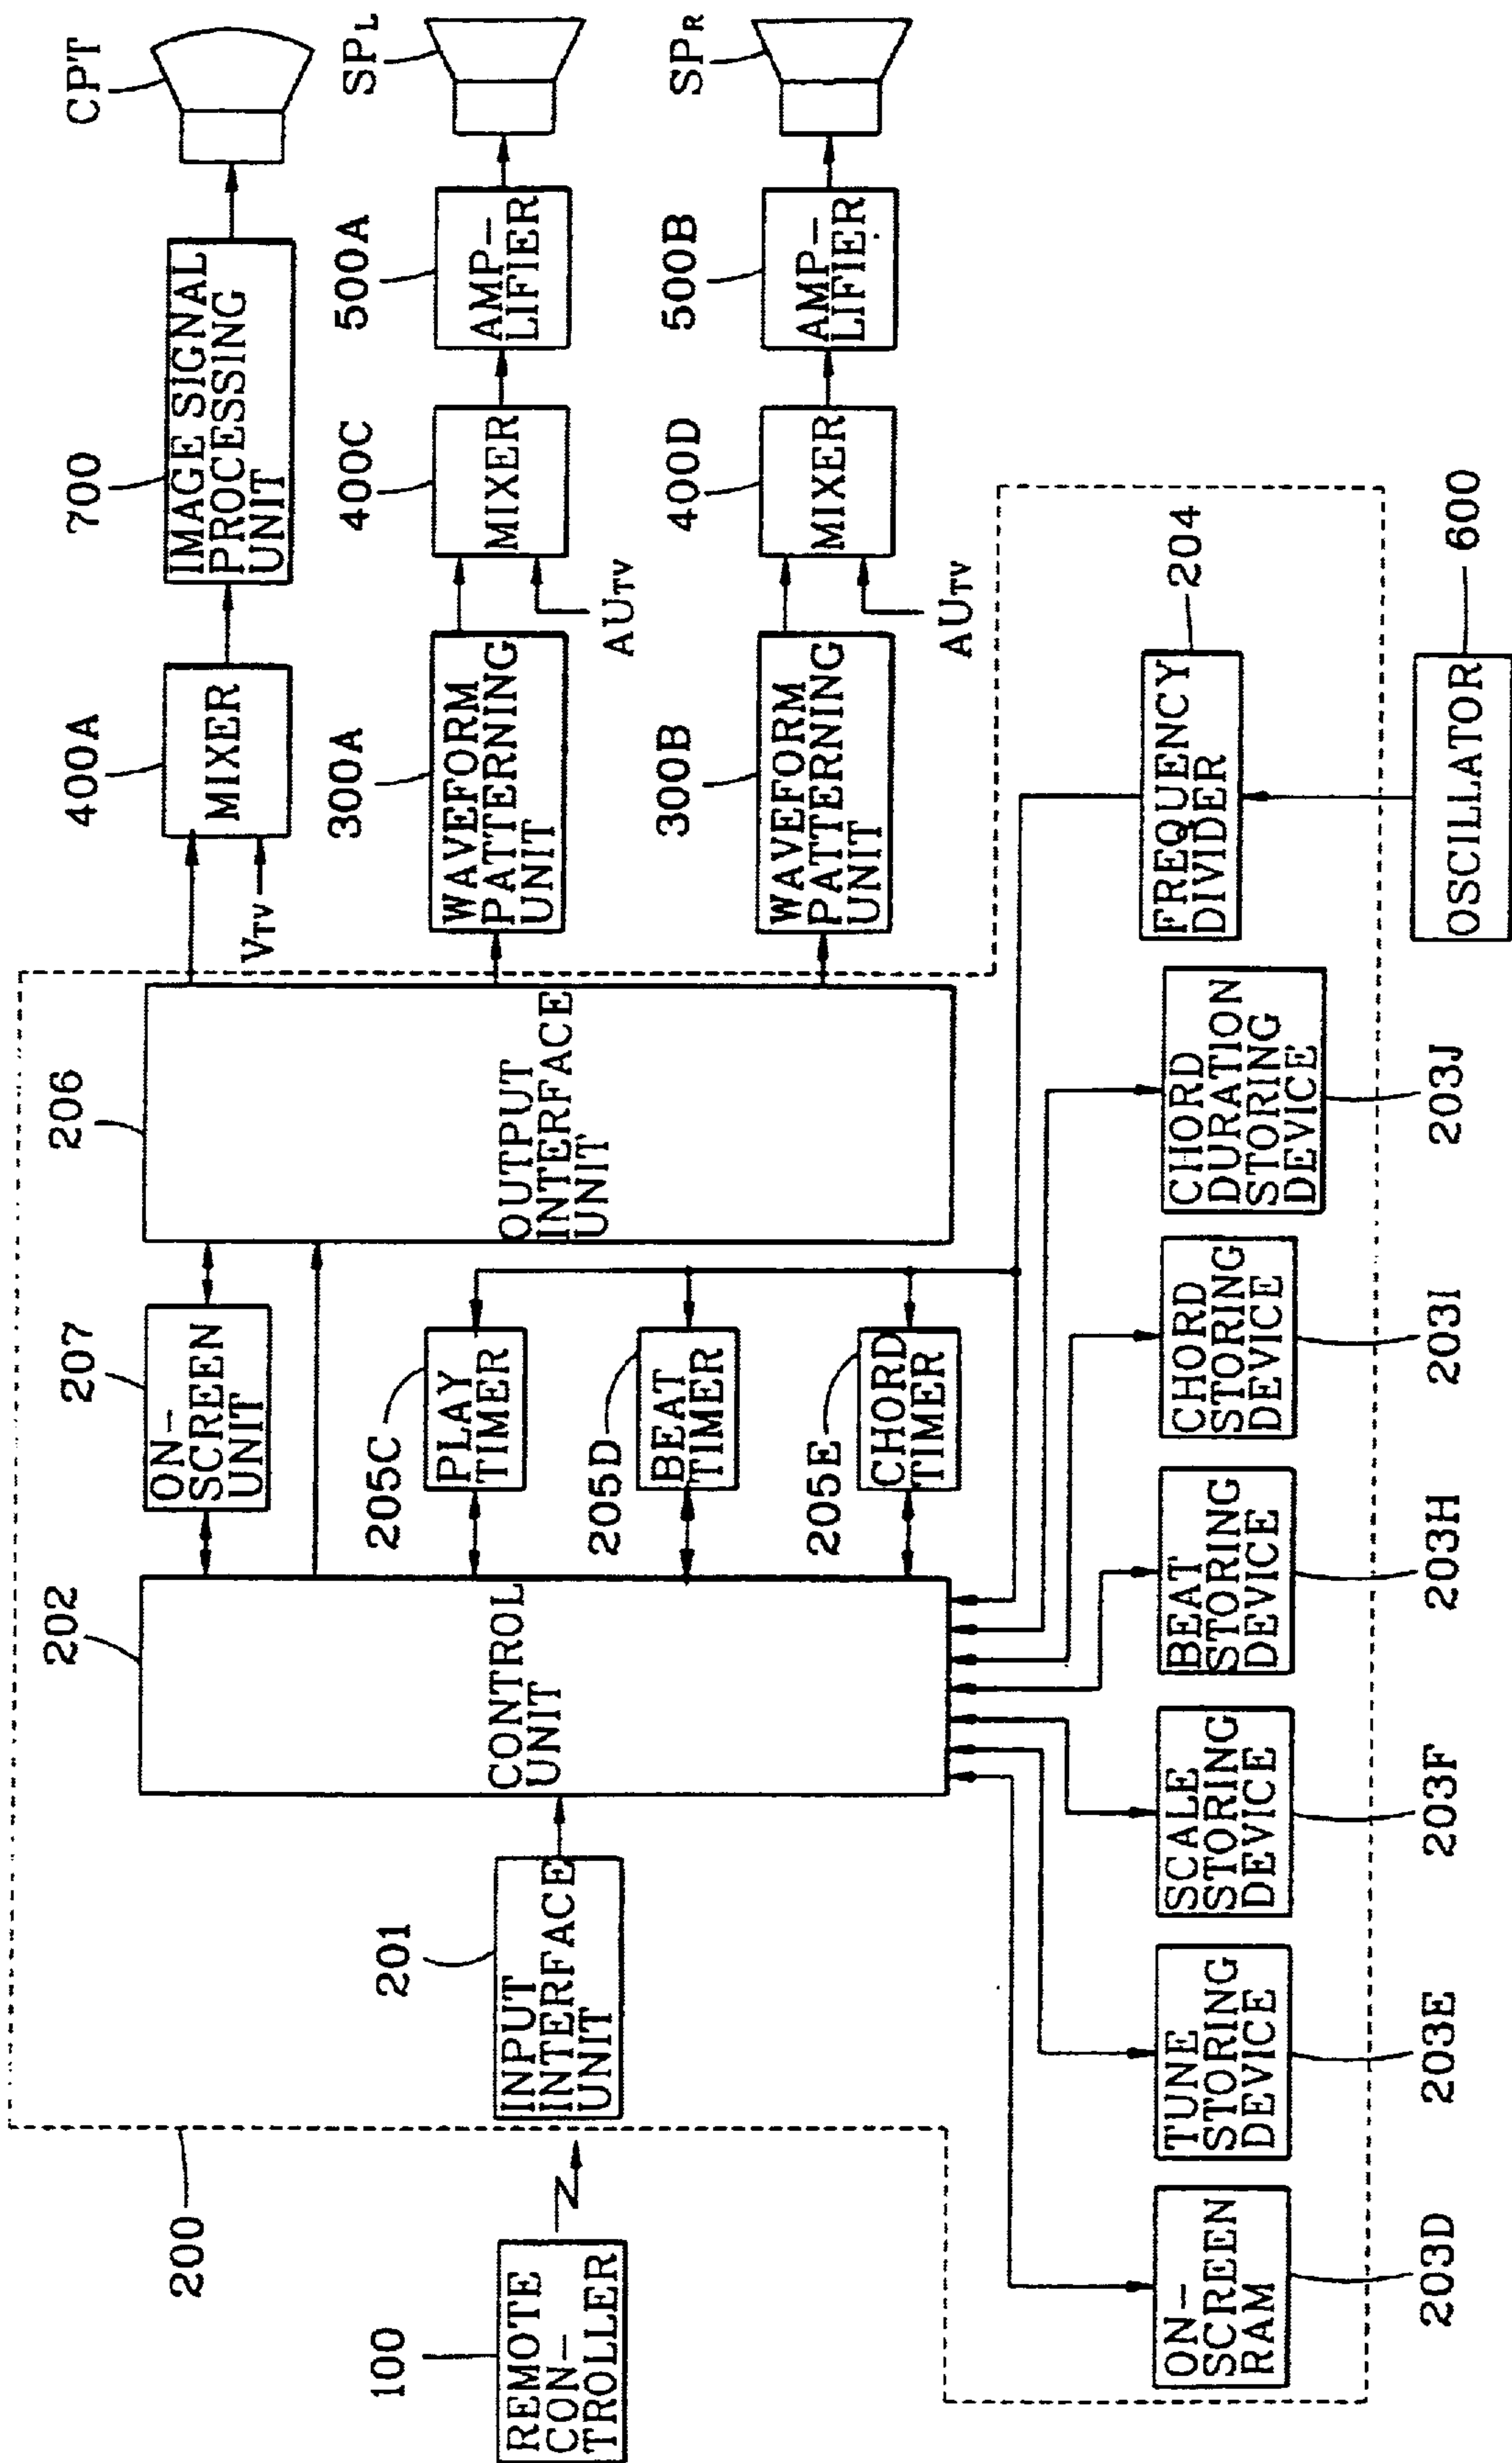 CPT
SPL
SPR
700
IMAGE SIGNAL
PROCESSING
UNIT
500A
AMP-
LIFIER
500B
AMP-
LIFIER
400A
MIXER
VTV
400C
MIXER
AUTV
400D
MIXER
AUTV
300A
WAVEFORM
PATTERNING
UNIT
300B
WAVEFORM
PATTERNING
UNIT
206
OUTPUT
INTERFACE
UNIT
207
ON-
SCREEN
UNIT
205C
PLAY
TIMER
205D
BEAT
TIMER
205E
CHORD
TIMER
202
CONTROL
UNIT
201
INPUT
INTERFACE
UNIT
200
100
REMOTE
CON-
TROLLER
204
FREQUENCY
DIVIDER
600
OSCILLATOR
CHORD
DURATION
STORING
DEVICE
203J
CHORD
STORING
DEVICE
203I
BEAT
STORING
DEVICE
203H
SCALE
STORING
DEVICE
203F
TUNE
STORING
DEVICE
203E
ON-
SCREEN
RAM
203D